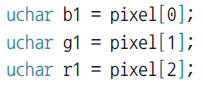 uchar b1 = pixel[0];
uchar g1 = pixel[1];
uchar r1 = pixel[2];